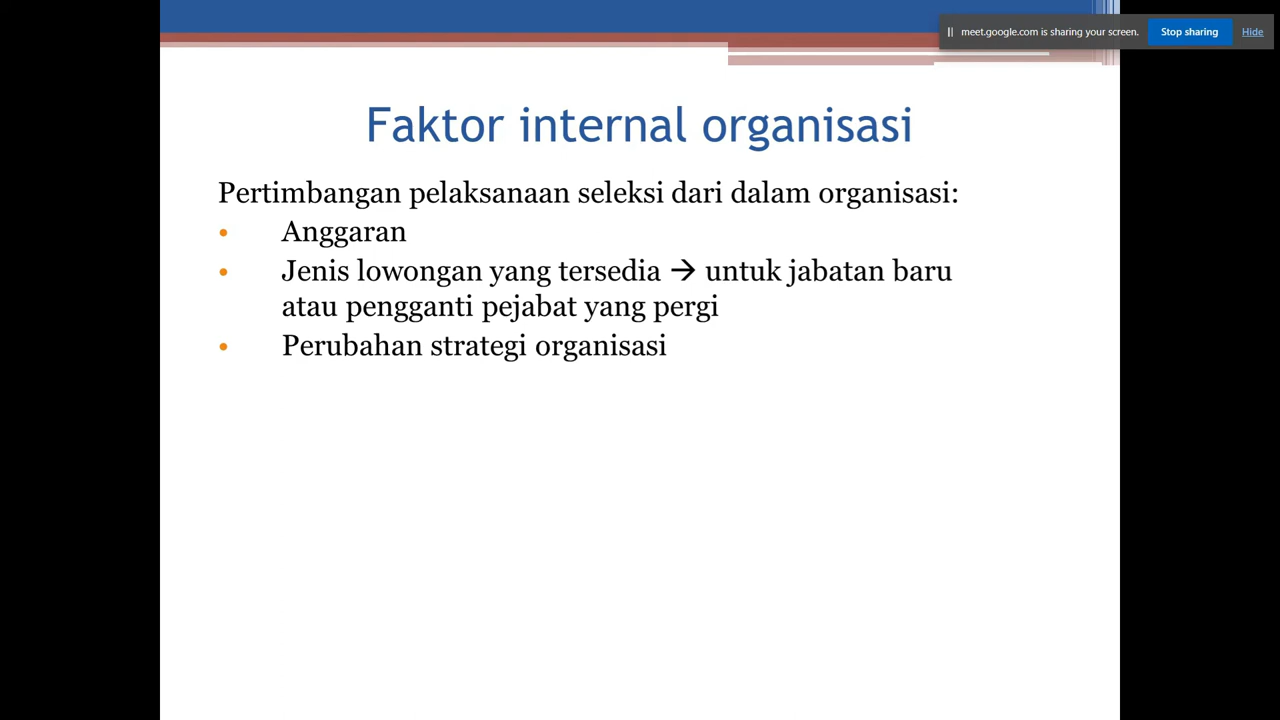 || meet.google.com is sharing your screen. Stop sharing Hide
Faktor internal organisasi
Pertimbangan pelaksanaan seleksi dari dalam organisasi:
• Anggaran
• Jenis lowongan yang tersedia → untuk jabatan baru
atau pengganti pejabat yang pergi
• Perubahan strategi organisasi